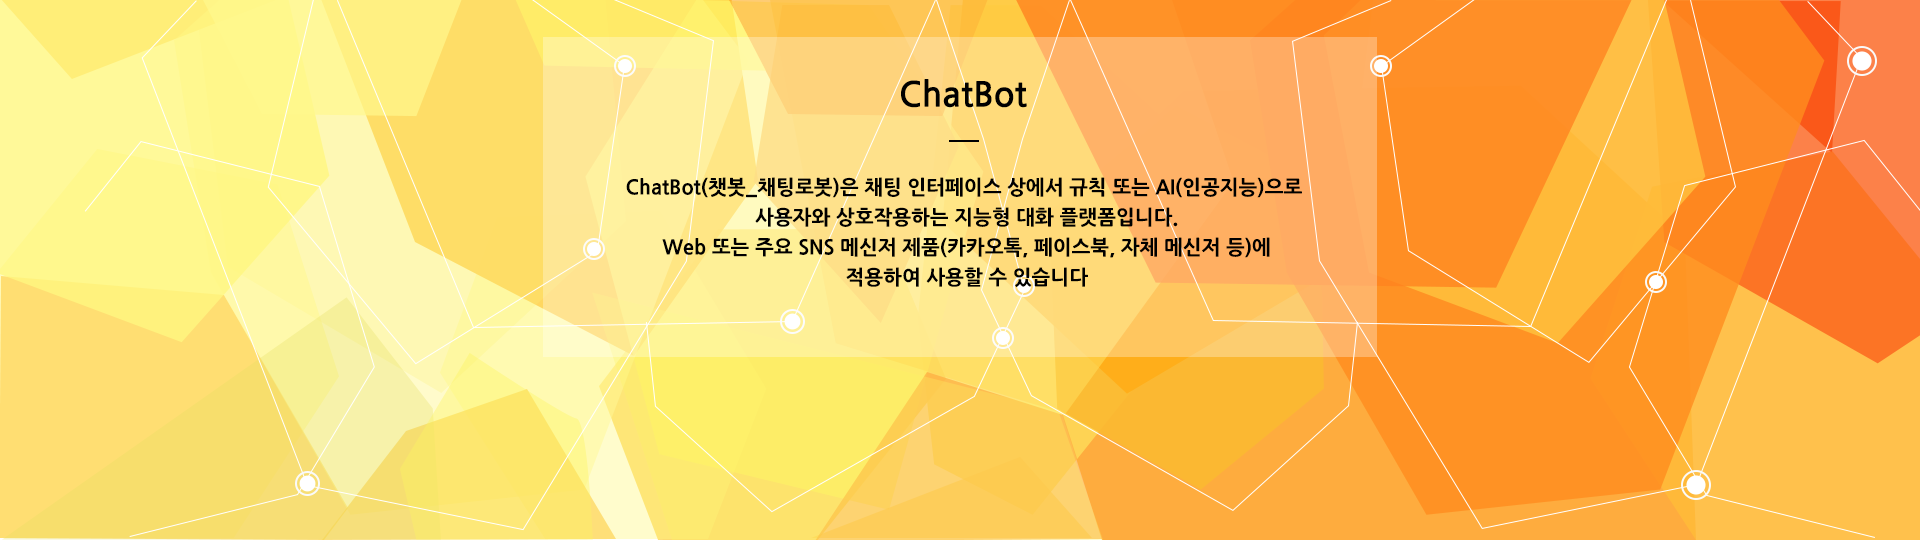 ChatBot
ChatBot(챗봇_채팅로봇)은 채팅 인터페이스 상에서 규칙 또는 AI(인공지능)으로
사용자와 상호작용하는 지능형 대화 플랫폼입니다.
Web 또는 주요 SNS 메신저 제품(카카오톡, 페이스북, 자체 메신저 등)에
적용하여 사용할 수 있습니다